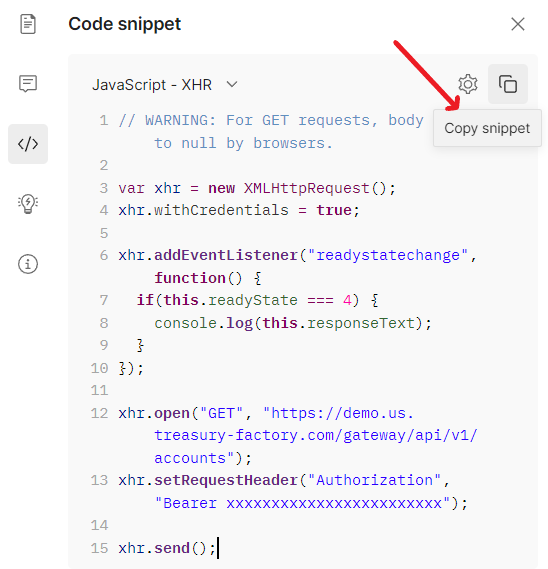 Code snippet
JavaScript - XHR
Copy snippet
1 // WARNING: For GET requests, body
to null by browsers.
2
3 var xhr = new XMLHttpRequest();
4 xhr.withCredentials = true;
5
6 xhr.addEventListener("readystatechange",
function() {
7 if(this.readyState === 4) {
8 console.log(this.responseText);
9 }
10 });
11
12 xhr.open("GET", "https://demo.us.
treasury-factory.com/gateway/api/v1/
accounts");
13 xhr.setRequestHeader("Authorization",
"Bearer xxxxxxxxxxxxxxxxxxxxxxxx");
14
15 xhr.send();